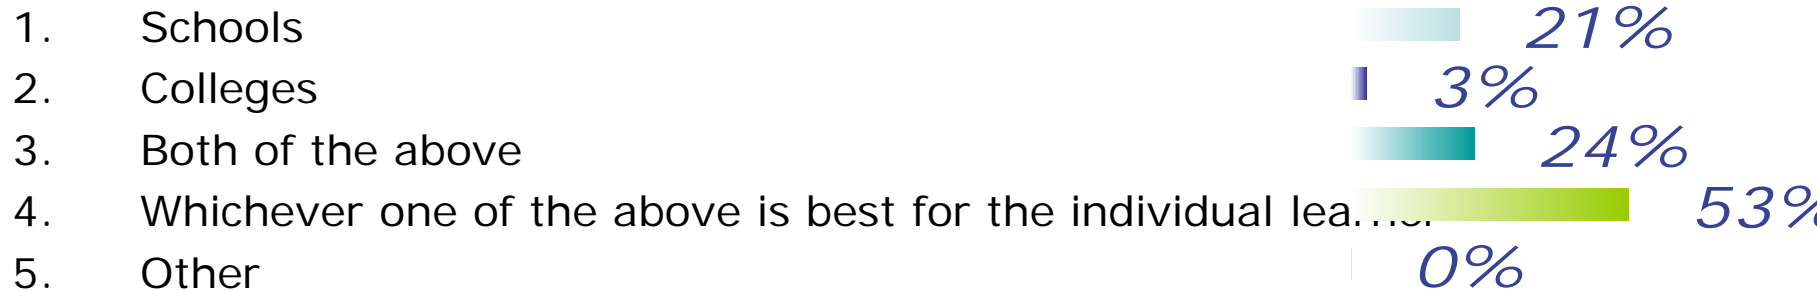 1. Schools 21%
2. Colleges 3%
3. Both of the above 24%
4. Whichever one of the above is best for the individual learner 53%
5. Other 0%